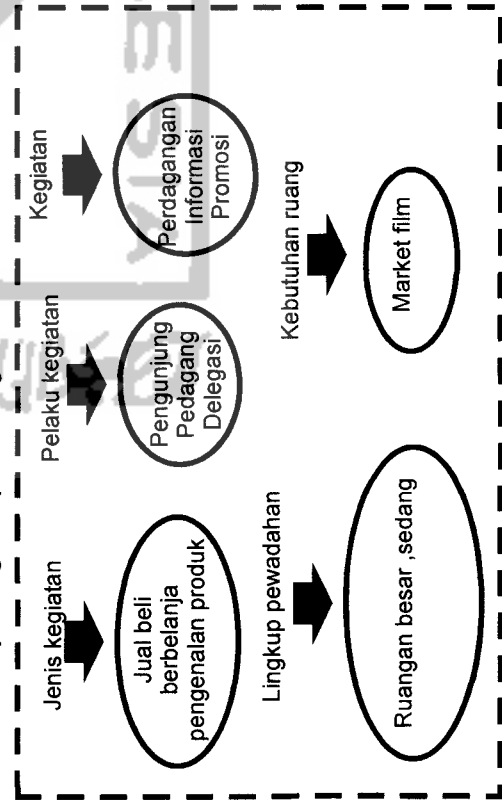 Jenis kegiatan
Jual beli
berbelanja
pengenalan produk
Pelaku kegiatan
Pengunjung
Pedagang
Delegasi
Kegiatan
Perdagangan
Informasi
Promosi
Lingkup pewadahan
Ruangan besar ,sedang
Kebutuhan ruang
Market film